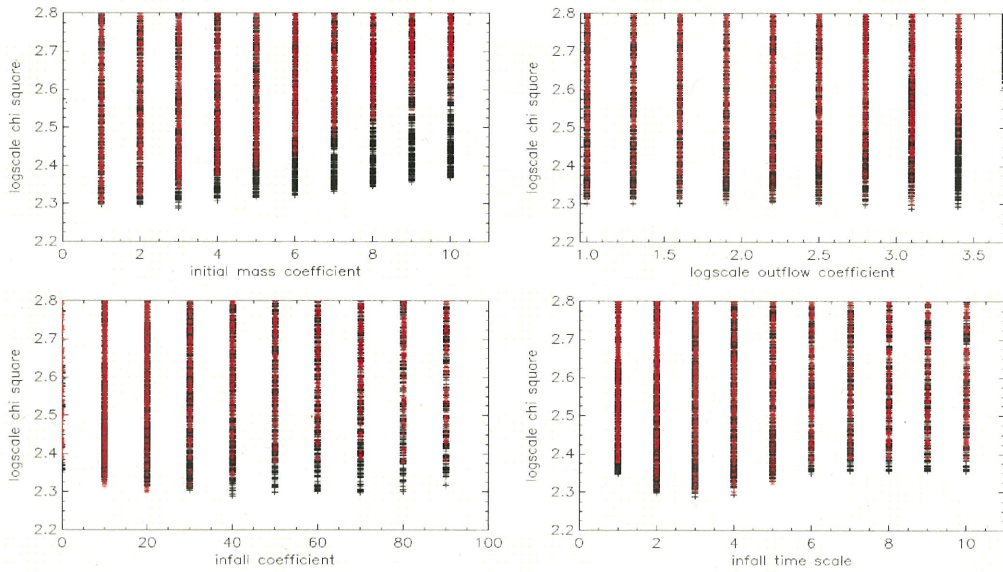 2.8
2.7
2.6
2.5
2.4
2.3
2.2
logscale chi square
0 2 4 6 8 10
initial mass coefficient
2.8
2.7
2.6
2.5
2.4
2.3
2.2
logscale chi square
1.0 1.5 2.0 2.5 3.0 3.5
logscale outflow coefficient
2.8
2.7
2.6
2.5
2.4
2.3
2.2
logscale chi square
0 20 40 60 80 100
infall coefficient
2.8
2.7
2.6
2.5
2.4
2.3
2.2
logscale chi square
0 2 4 6 8 10
infall time scale